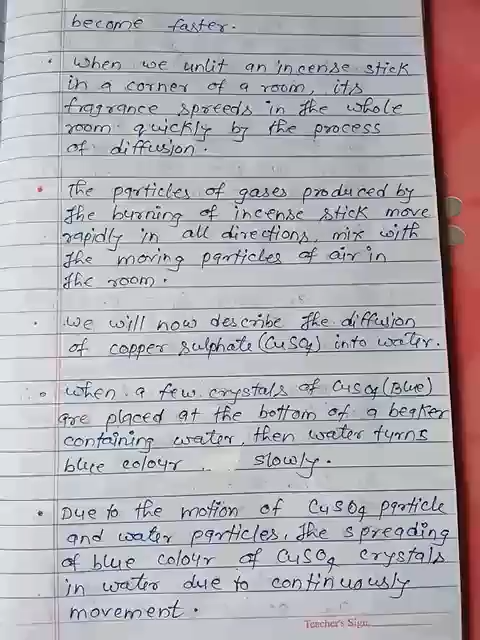 become faster.
• when we unlit an incense stick
in a corner of a room, its
fragrance spreeds in the whole
room quickly by the process
of diffusion.
• The particles of gases produced by
the burning of incense stick move
rapidly in all directions, mix with
the moving particles of air in
the room.
• we will now describe the diffusion
of copper sulphate (CuSO4) into water.
• when a few crystals of CuSO4 (Blue)
are placed at the bottom of a beaker
containing water, then water turns
blue colour slowly.
• Due to the motion of CuSO4 particle
and water particles, the spreading
of blue colour of CuSO4 crystals
in water due to continuously
movement.
Teacher's Sign.